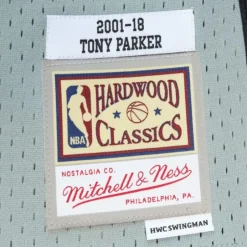 2001-18
TONY PARKER
HARDWOOD
NBA
CLASSICS
NOSTALGIA CO.
Mitchell & Ness
PHILADELPHIA, PA.
HWC SWINGMAN